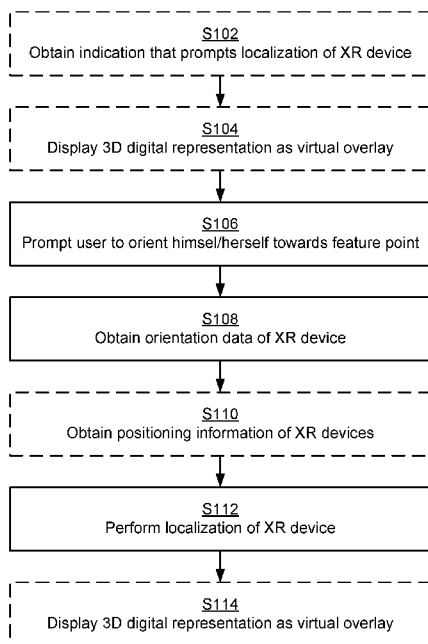 S102
Obtain indication that prompts localization of XR device
S104
Display 3D digital representation as virtual overlay
S106
Prompt user to orient himsel/herself towards feature point
S108
Obtain orientation data of XR device
S110
Obtain positioning information of XR devices
S112
Perform localization of XR device
S114
Display 3D digital representation as virtual overlay